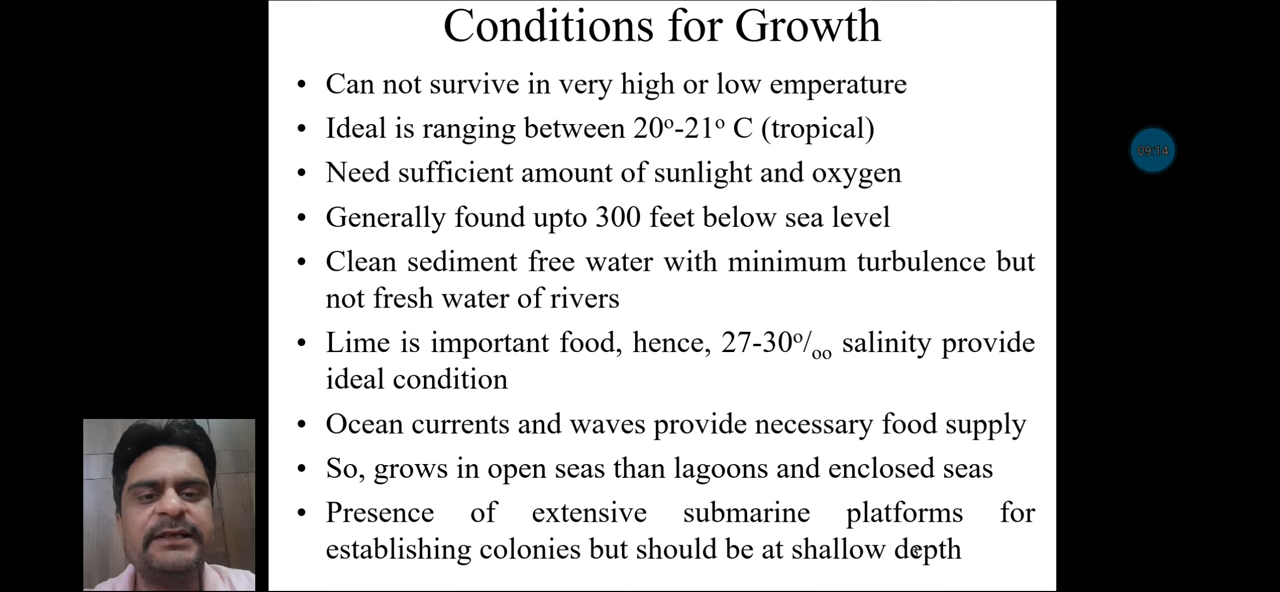 Conditions for Growth
• Can not survive in very high or low emperature
• Ideal is ranging between 20º-21º C (tropical)
• Need sufficient amount of sunlight and oxygen
• Generally found upto 300 feet below sea level
• Clean sediment free water with minimum turbulence but
not fresh water of rivers
• Lime is important food, hence, 27-30º/oo salinity provide
ideal condition
• Ocean currents and waves provide necessary food supply
• So, grows in open seas than lagoons and enclosed seas
• Presence of extensive submarine platforms for
establishing colonies but should be at shallow depth
09:14